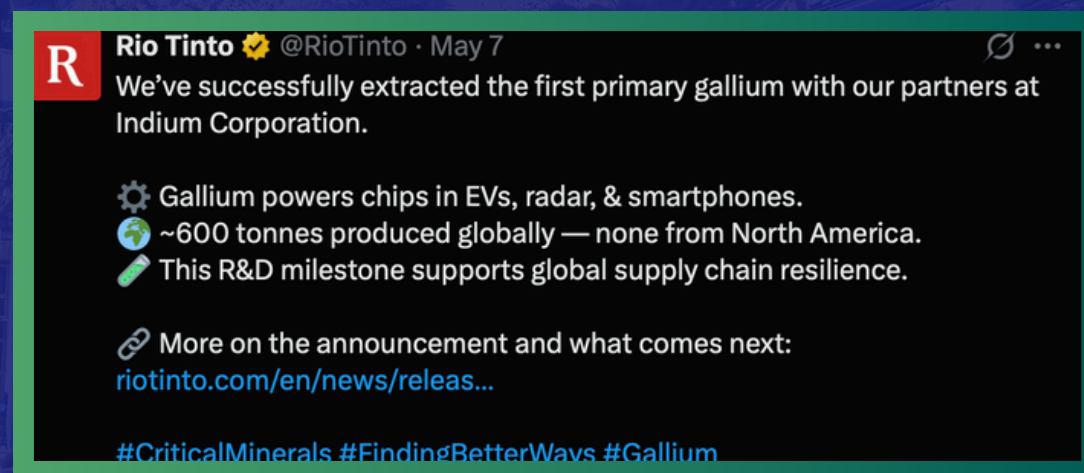 R
Rio Tinto @RioTinto · May 7
We’ve successfully extracted the first primary gallium with our partners at
Indium Corporation.
Gallium powers chips in EVs, radar, & smartphones.
~600 tonnes produced globally — none from North America.
This R&D milestone supports global supply chain resilience.
More on the announcement and what comes next:
riotinto.com/en/news/releas...
#CriticalMinerals #FindingBetterWays #Gallium